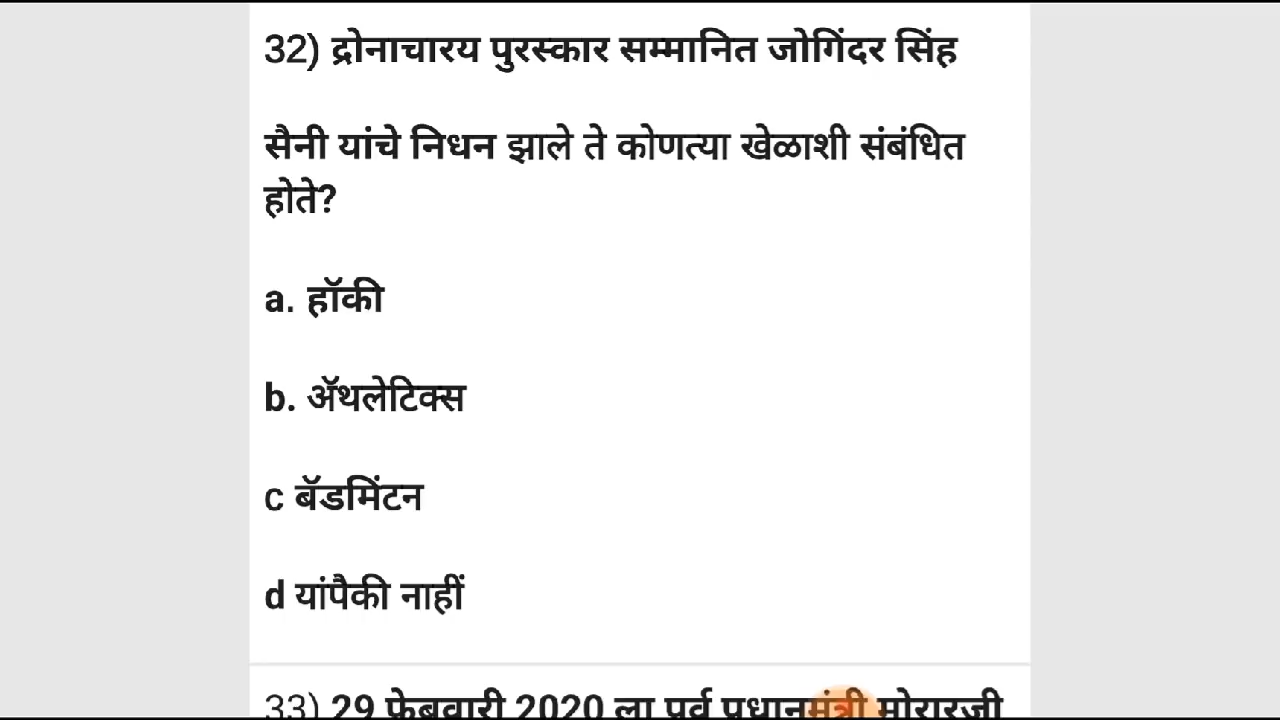 32) द्रोनाचारय पुरस्कार सम्मानित जोगिंदर सिंह
सैनी यांचे निधन झाले ते कोणत्या खेळाशी संबंधित
होते?
a. हॉकी
b. ॲथलेटिक्स
c बॅडमिंटन
d यांपैकी नाहीं
33) 29 फेब्रुवारी 2020 ला पूर्व प्रधानमंत्री मोरारजी